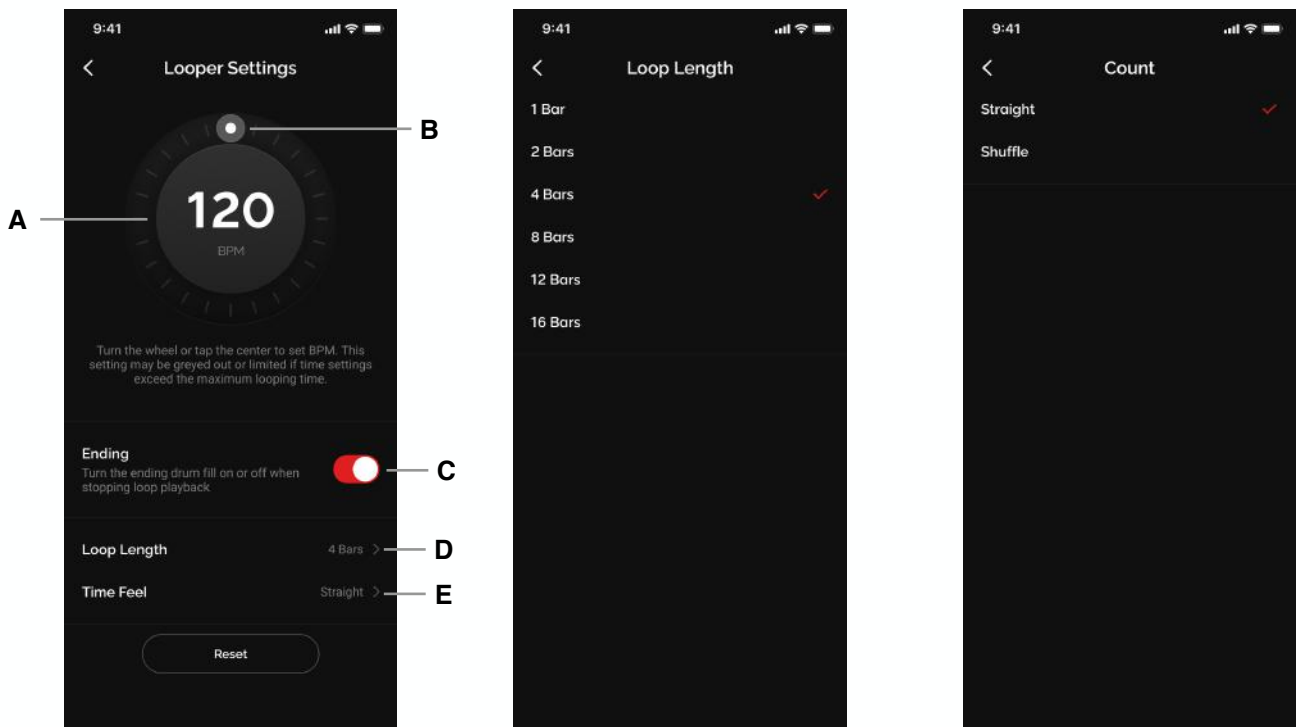 9:41
Looper Settings
B
A
120
BPM
Turn the wheel or tap the center to set BPM. This
setting may be greyed out or limited if time settings
exceed the maximum looping time.
Ending
Turn the ending drum fill on or off when
stopping loop playback
C
Loop Length 4 Bars
D
Time Feel Straight
E
Reset
9:41
Loop Length
1 Bar
2 Bars
4 Bars
8 Bars
12 Bars
16 Bars
9:41
Count
Straight
Shuffle